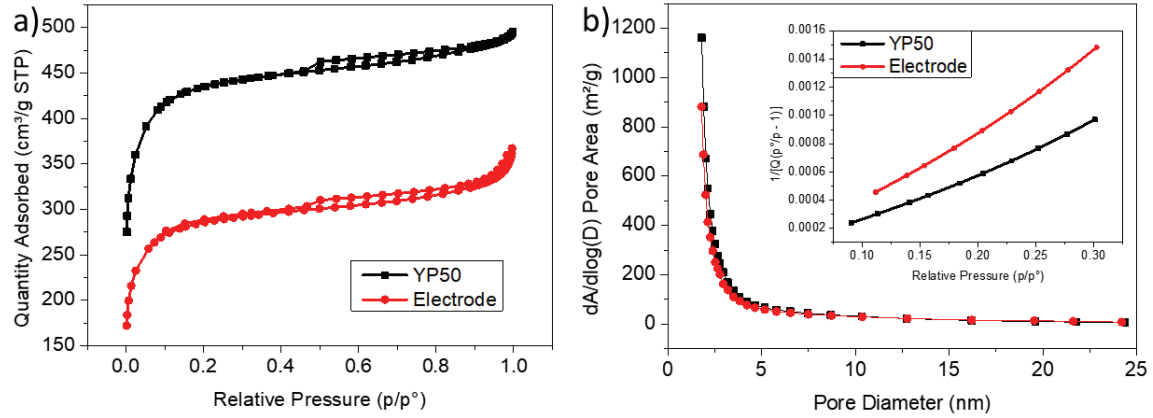 a)
Quantity Adsorbed (cm³/g STP)
500
450
400
350
300
250
200
150
YP50
Electrode
0.0 0.2 0.4 0.6 0.8 1.0
Relative Pressure (p/p°)
b)
dA/dlog(D) Pore Area (m²/g)
1200
1000
800
600
400
200
0
0 5 10 15 20 25
Pore Diameter (nm)
YP50
Electrode
1/[Q(p°/p - 1)]
0.0016
0.0014
0.0012
0.0010
0.0008
0.0006
0.0004
0.0002
0.10 0.15 0.20 0.25 0.30
Relative Pressure (p/p°)